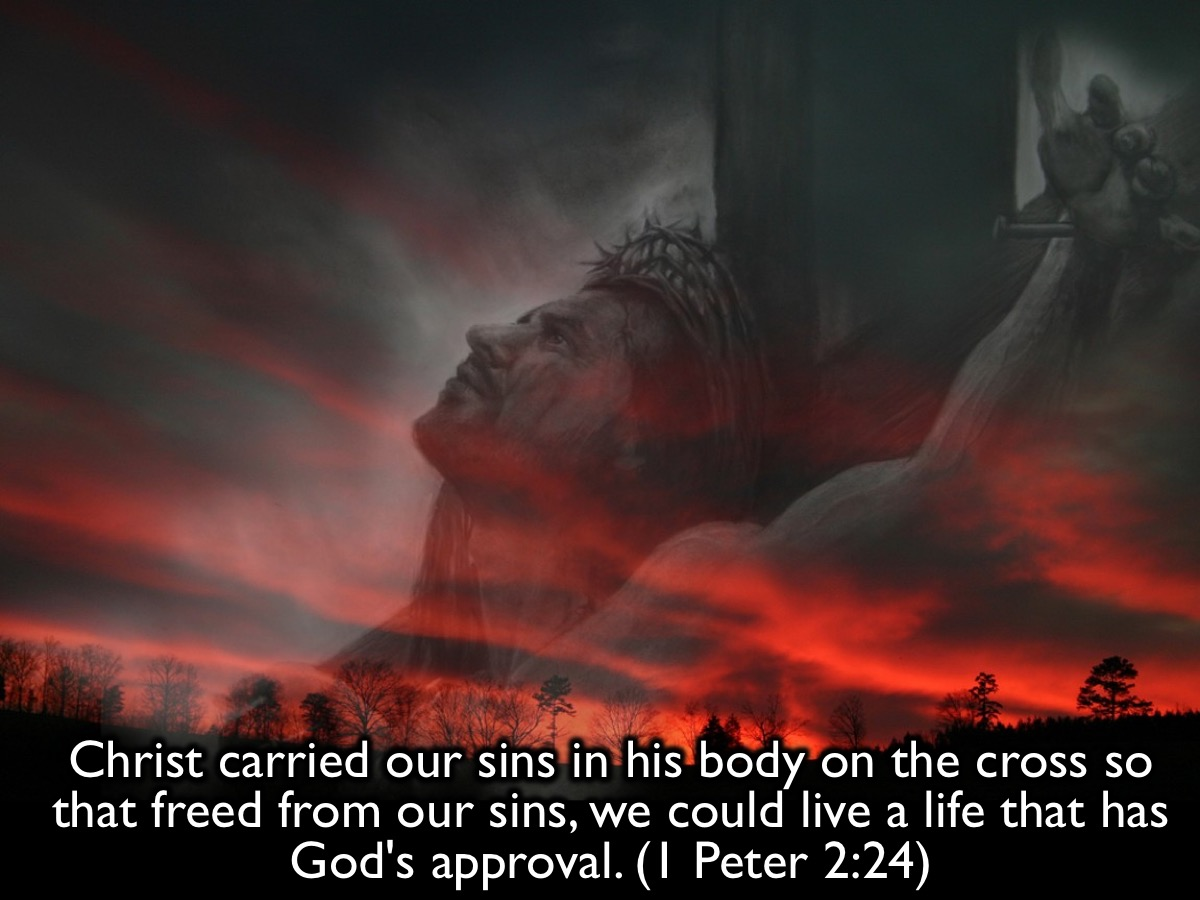 Christ carried our sins in his body on the cross so
that freed from our sins, we could live a life that has
God's approval. (1 Peter 2:24)